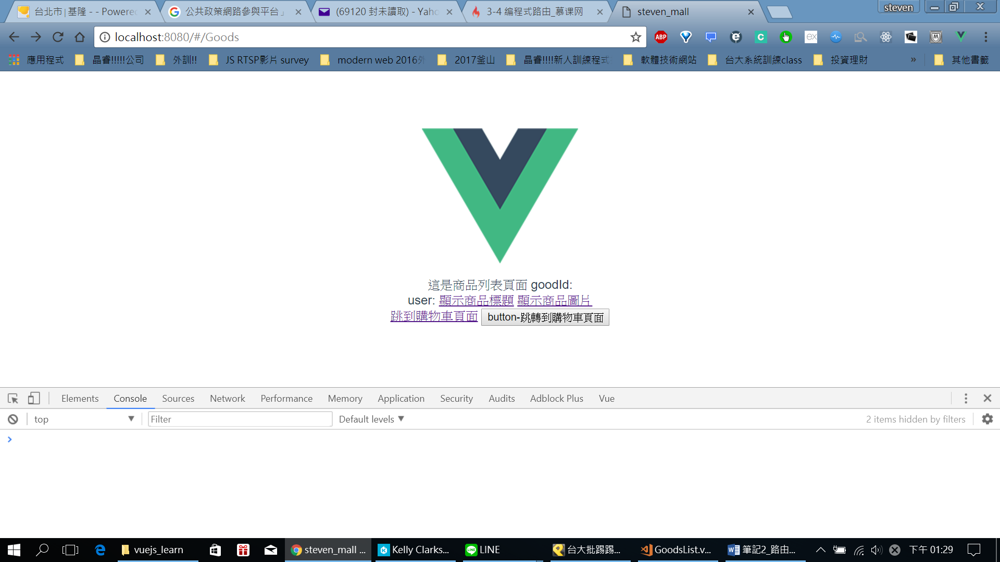 台北市|基隆 - - Powere
公共政策網路參與平台」
(69120 封未讀取) - Yaho
3-4 编程式路由_慕课网
steven_mall
steven
localhost:8080/#/Goods
應用程式
晶睿!!!!!公司
外訓!!
JS RTSP影片 survey
modern web 2016
2017釜山
晶睿!!!!新人訓練程式
軟體技術網站
台大系統訓練class
投資理財
»
其他書籤
這是商品列表頁面 goodId:
user: 顯示商品標題 顯示商品圖片
跳到購物車頁面 button-跳轉到購物車頁面
Elements Console Sources Network Performance Memory Application Security Audits Adblock Plus Vue
top Filter Default levels 2 items hidden by filters
vuejs_learn
steven_mall ...
Kelly Clarks...
LINE
台大批踢踢...
GoodsList.v...
筆記2_路由...
下午 01:29